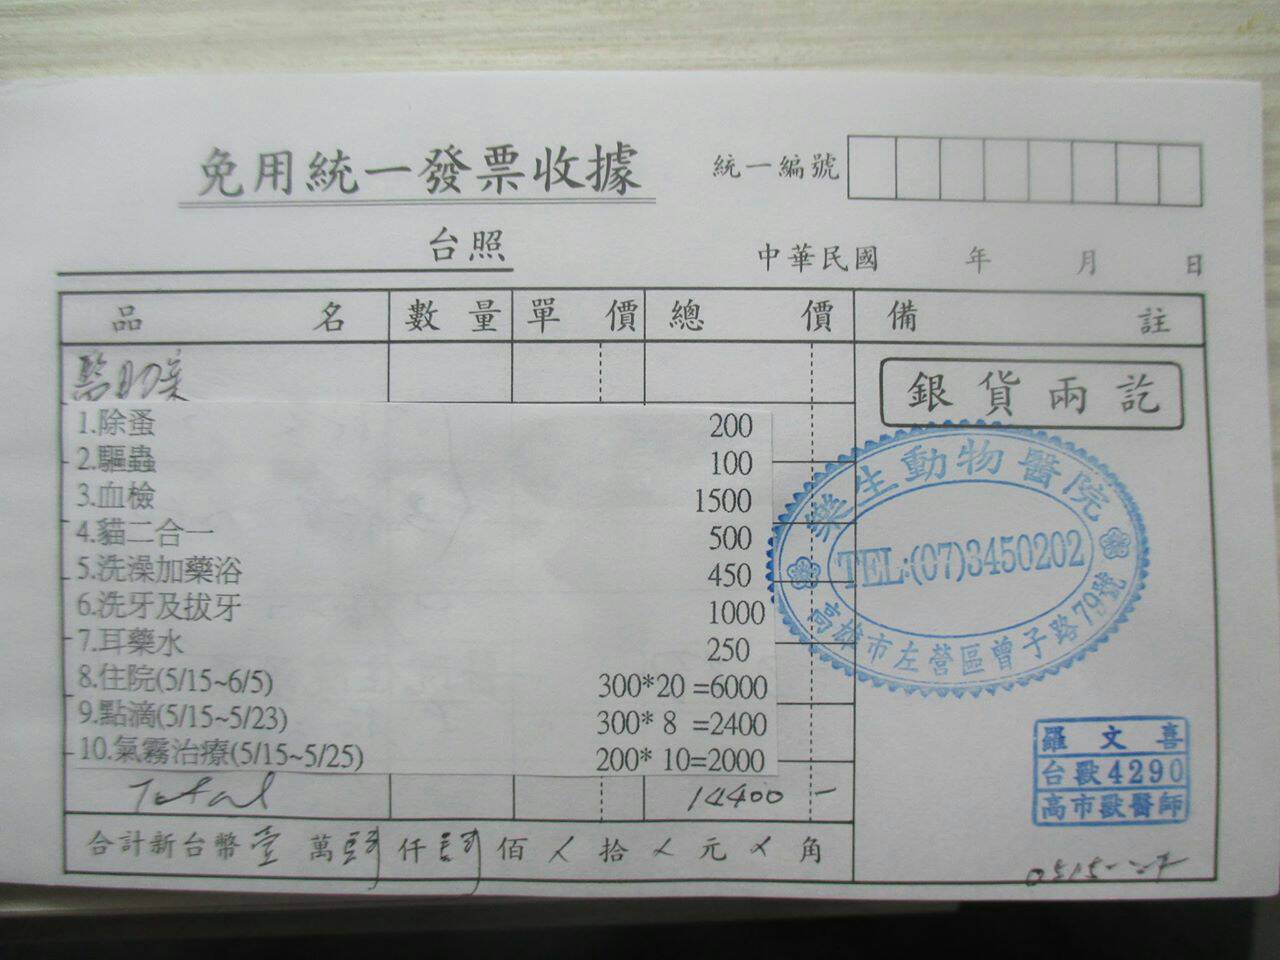 免用統一發票收據
統一編號
台照
中華民國 年 月 日
品名 數量 單價 總價 備註
銀貨兩訖
1.除蚤 200
2.驅蟲 100
3.血檢 1500
4.貓二合一 500
5.洗澡加藥浴 450
6.洗牙及拔牙 1000
7.耳藥水 250
8.住院(5/15~6/5) 300*20 =6000
9.點滴(5/15~5/23) 300* 8 =2400
10.氣霧治療(5/15~5/25) 200* 10=2000
Total 14400 -
合計新台幣壹 萬肆 仟肆 佰 拾 元 角
樂生動物醫院
TEL:(07)3450202
高雄市左營區曾子路79號
羅文喜
台獸4290
高市獸醫師